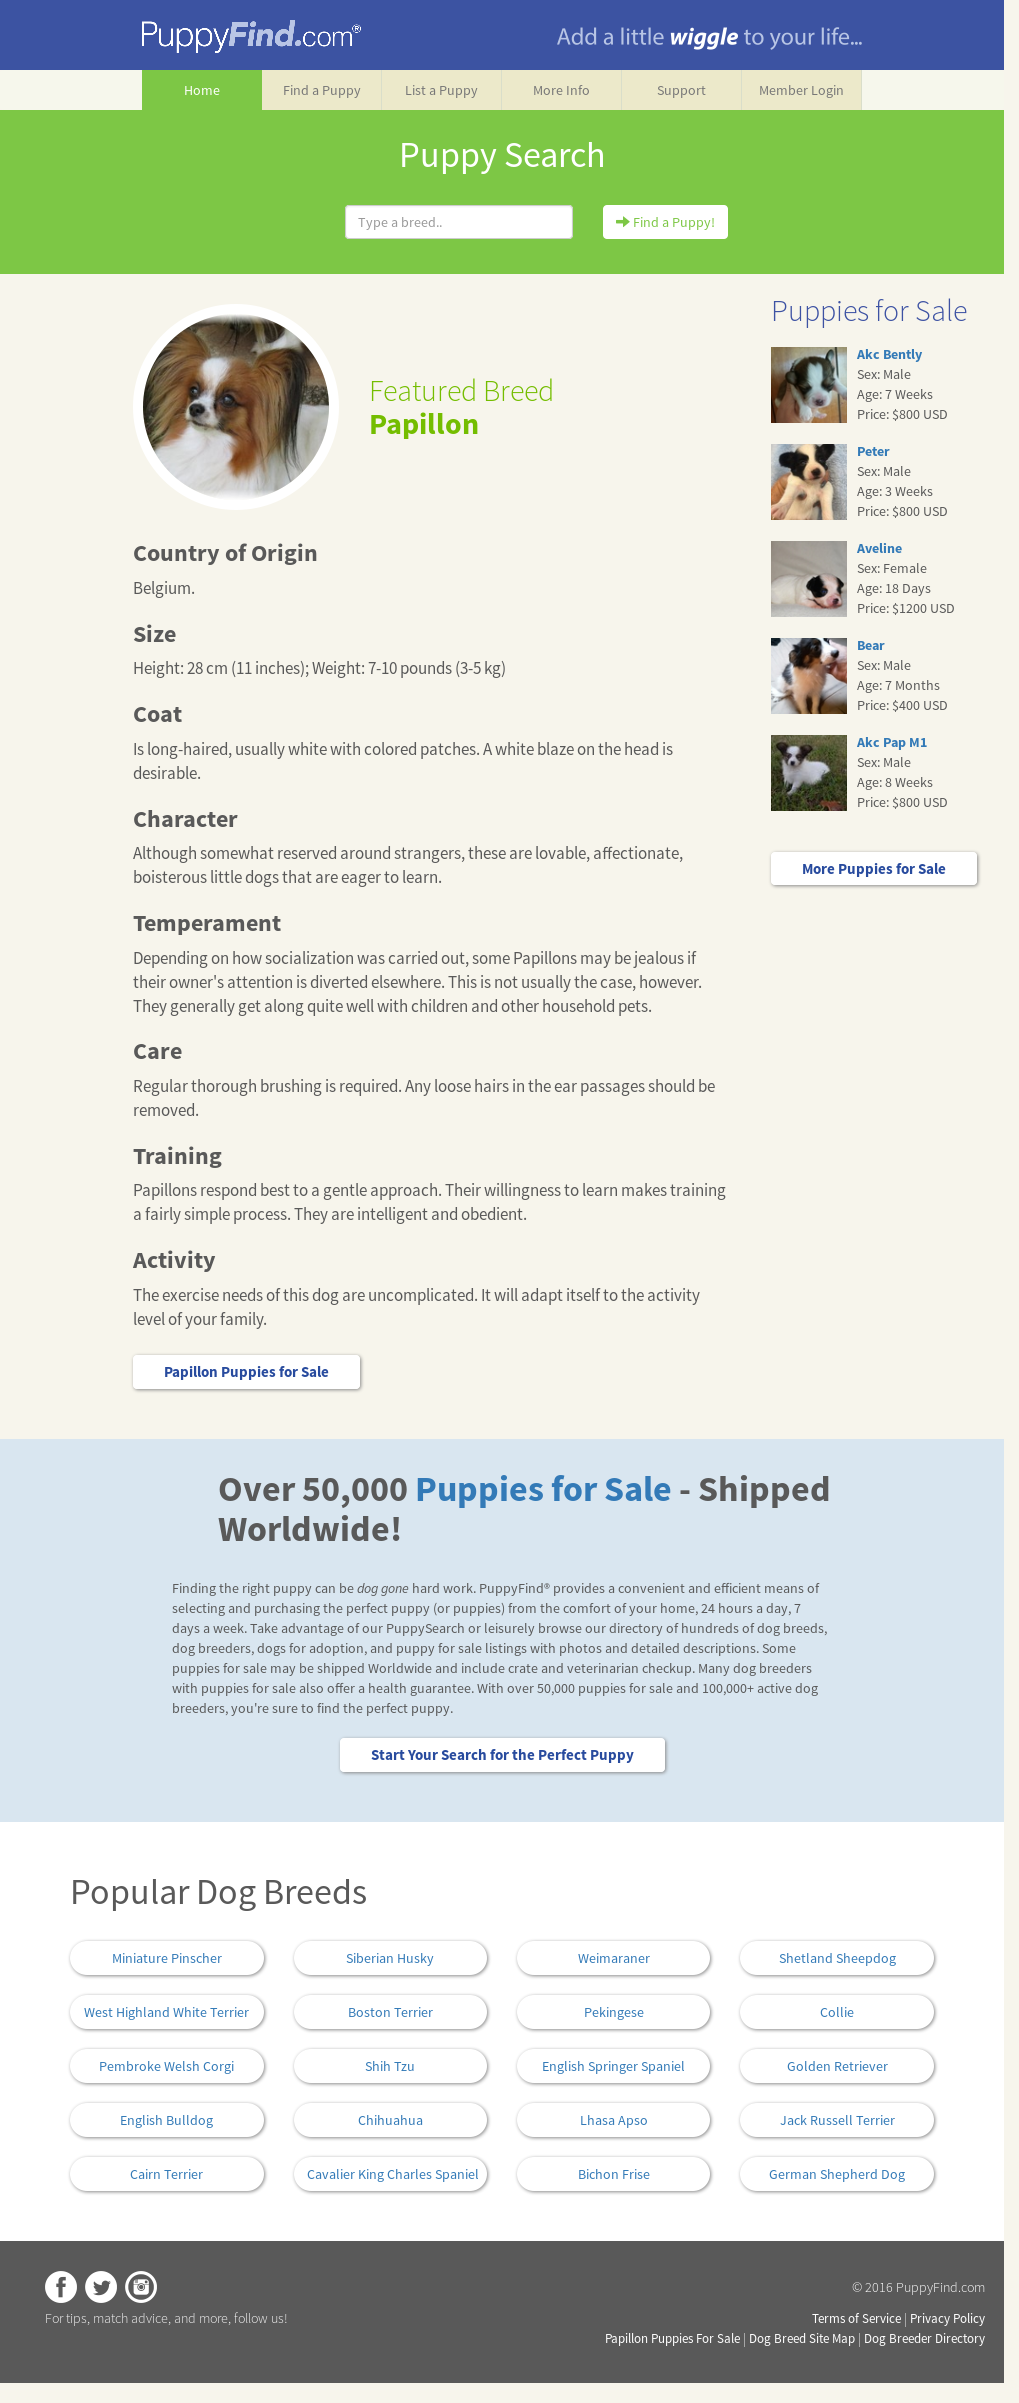 PuppyFind.com®
Add a little wiggle to your life...
Home
Find a Puppy
List a Puppy
More Info
Support
Member Login
Puppy Search
Type a breed..
Find a Puppy!
Featured Breed
Papillon
Country of Origin
Belgium.
Size
Height: 28 cm (11 inches); Weight: 7-10 pounds (3-5 kg)
Coat
Is long-haired, usually white with colored patches. A white blaze on the head is
desirable.
Character
Although somewhat reserved around strangers, these are lovable, affectionate,
boisterous little dogs that are eager to learn.
Temperament
Depending on how socialization was carried out, some Papillons may be jealous if
their owner's attention is diverted elsewhere. This is not usually the case, however.
They generally get along quite well with children and other household pets.
Care
Regular thorough brushing is required. Any loose hairs in the ear passages should be
removed.
Training
Papillons respond best to a gentle approach. Their willingness to learn makes training
a fairly simple process. They are intelligent and obedient.
Activity
The exercise needs of this dog are uncomplicated. It will adapt itself to the activity
level of your family.
Papillon Puppies for Sale
Puppies for Sale
Akc Bently
Sex: Male
Age: 7 Weeks
Price: $800 USD
Peter
Sex: Male
Age: 3 Weeks
Price: $800 USD
Aveline
Sex: Female
Age: 18 Days
Price: $1200 USD
Bear
Sex: Male
Age: 7 Months
Price: $400 USD
Akc Pap M1
Sex: Male
Age: 8 Weeks
Price: $800 USD
More Puppies for Sale
Over 50,000 Puppies for Sale - Shipped
Worldwide!
Finding the right puppy can be dog gone hard work. PuppyFind® provides a convenient and efficient means of
selecting and purchasing the perfect puppy (or puppies) from the comfort of your home, 24 hours a day, 7
days a week. Take advantage of our PuppySearch or leisurely browse our directory of hundreds of dog breeds,
dog breeders, dogs for adoption, and puppy for sale listings with photos and detailed descriptions. Some
puppies for sale may be shipped Worldwide and include crate and veterinarian checkup. Many dog breeders
with puppies for sale also offer a health guarantee. With over 50,000 puppies for sale and 100,000+ active dog
breeders, you're sure to find the perfect puppy.
Start Your Search for the Perfect Puppy
Popular Dog Breeds
Miniature Pinscher
Siberian Husky
Weimaraner
Shetland Sheepdog
West Highland White Terrier
Boston Terrier
Pekingese
Collie
Pembroke Welsh Corgi
Shih Tzu
English Springer Spaniel
Golden Retriever
English Bulldog
Chihuahua
Lhasa Apso
Jack Russell Terrier
Cairn Terrier
Cavalier King Charles Spaniel
Bichon Frise
German Shepherd Dog
For tips, match advice, and more, follow us!
© 2016 PuppyFind.com
Terms of Service | Privacy Policy
Papillon Puppies For Sale | Dog Breed Site Map | Dog Breeder Directory